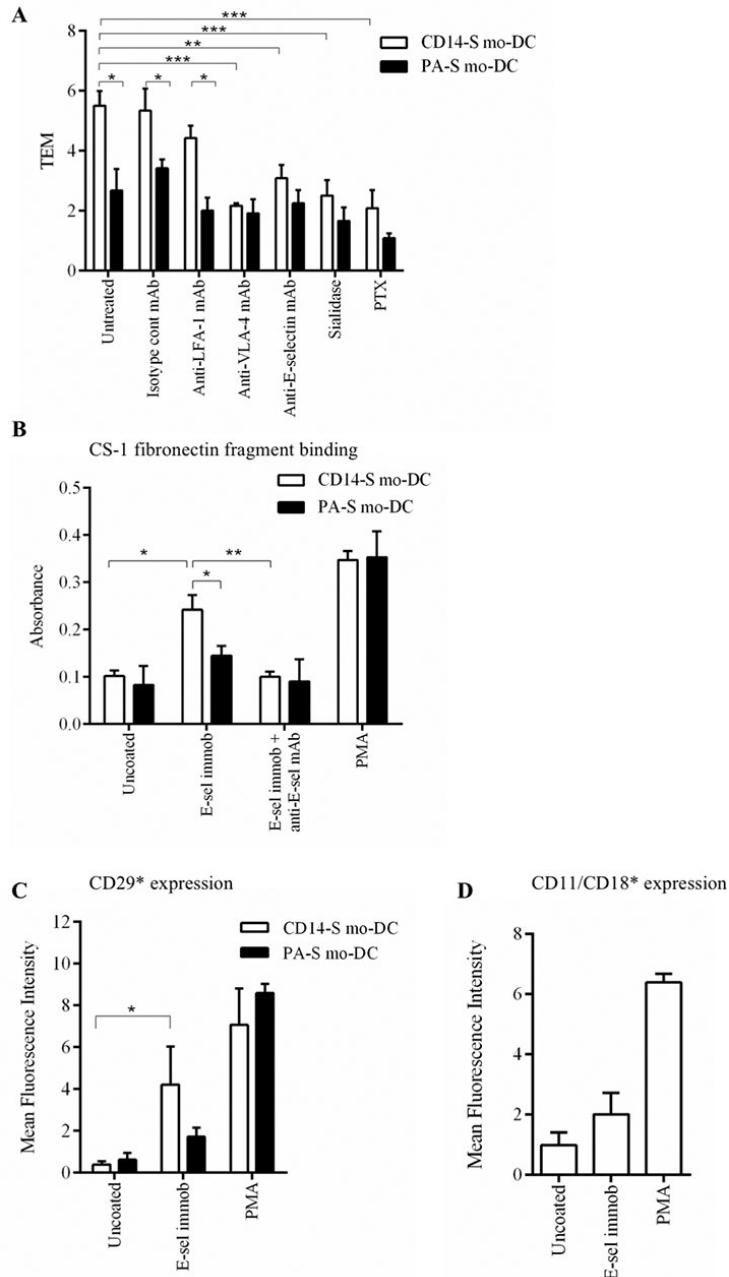 A
***
***
**
***
* * *
CD14-S mo-DC
PA-S mo-DC
8
6
4
2
0
TEM
Untreated
Isotype cont mAb
Anti-LFA-1 mAb
Anti-VLA-4 mAb
Anti-E-selectin mAb
Sialidase
PTX
B
CS-1 fibronectin fragment binding
CD14-S mo-DC
PA-S mo-DC
0.5
0.4
0.3
0.2
0.1
0.0
Absorbance
* **
*
Uncoated
E-sel immob
E-sel immob +
anti-E-sel mAb
PMA
C
CD29* expression
CD14-S mo-DC
PA-S mo-DC
12
10
8
6
4
2
0
Mean Fluorescence Intensity
*
Uncoated
E-sel immob
PMA
D
CD11/CD18* expression
8
6
4
2
0
Mean Fluorescence Intensity
Uncoated
E-sel immob
PMA